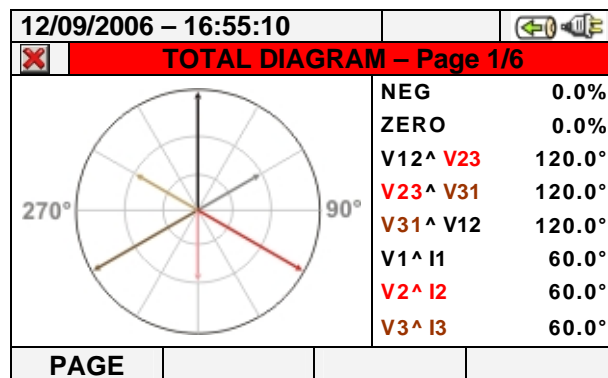 12/09/2006 – 16:55:10
TOTAL DIAGRAM – Page 1/6
NEG 0.0%
ZERO 0.0%
V12^ V23 120.0°
V23^ V31 120.0°
V31^ V12 120.0°
V1^ I1 60.0°
V2^ I2 60.0°
V3^ I3 60.0°
270°
90°
PAGE